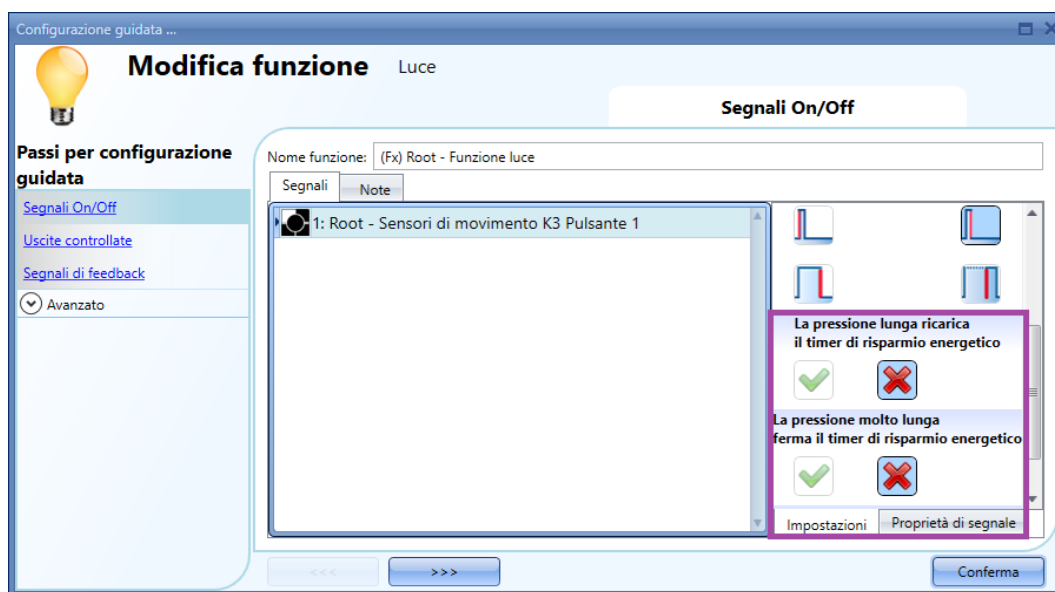 Configurazione guidata ...
Modifica funzione Luce
Segnali On/Off
Passi per configurazione
guidata
Segnali On/Off
Uscite controllate
Segnali di feedback
Avanzato
Nome funzione: (Fx) Root - Funzione luce
Segnali Note
1: Root - Sensori di movimento K3 Pulsante 1
La pressione lunga ricarica
il timer di risparmio energetico
La pressione molto lunga
ferma il timer di risparmio energetico
Impostazioni Proprietà di segnale
<<< >>> Conferma